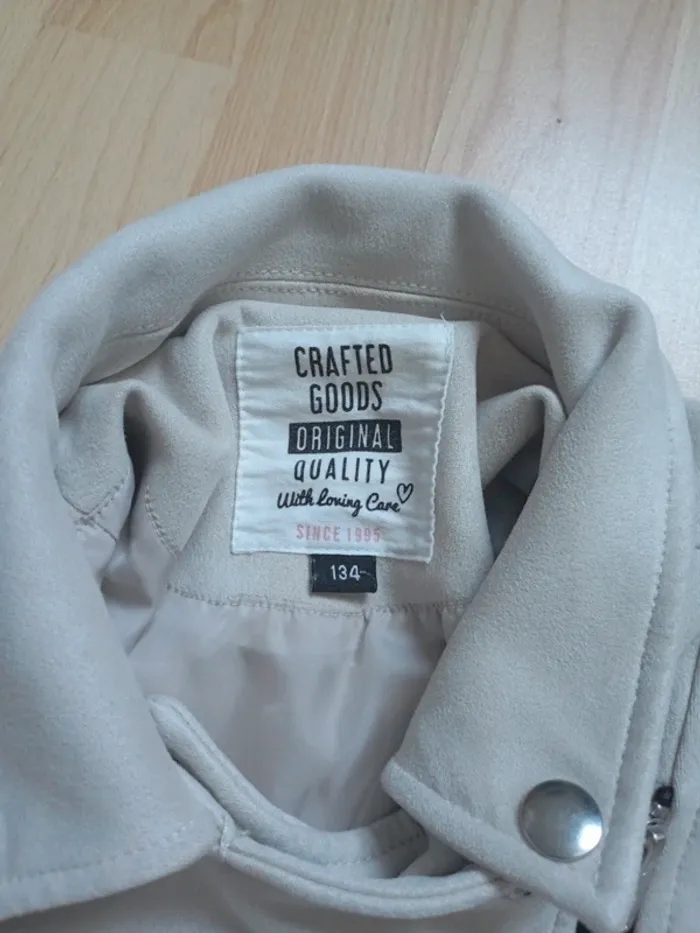 CRAFTED
GOODS
ORIGINAL
QUALITY
With Loving Care
SINCE 1995
134